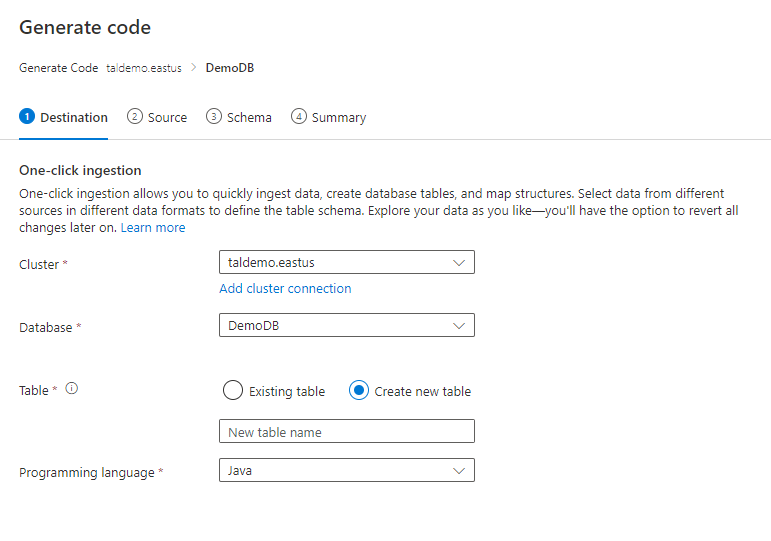 Generate code
Generate Code taldemo.eastus > DemoDB
1 Destination 2 Source 3 Schema 4 Summary
One-click ingestion
One-click ingestion allows you to quickly ingest data, create database tables, and map structures. Select data from different
sources in different data formats to define the table schema. Explore your data as you like—you'll have the option to revert all
changes later on. Learn more
Cluster * taldemo.eastus
Add cluster connection
Database * DemoDB
Table * Existing table Create new table
New table name
Programming language * Java